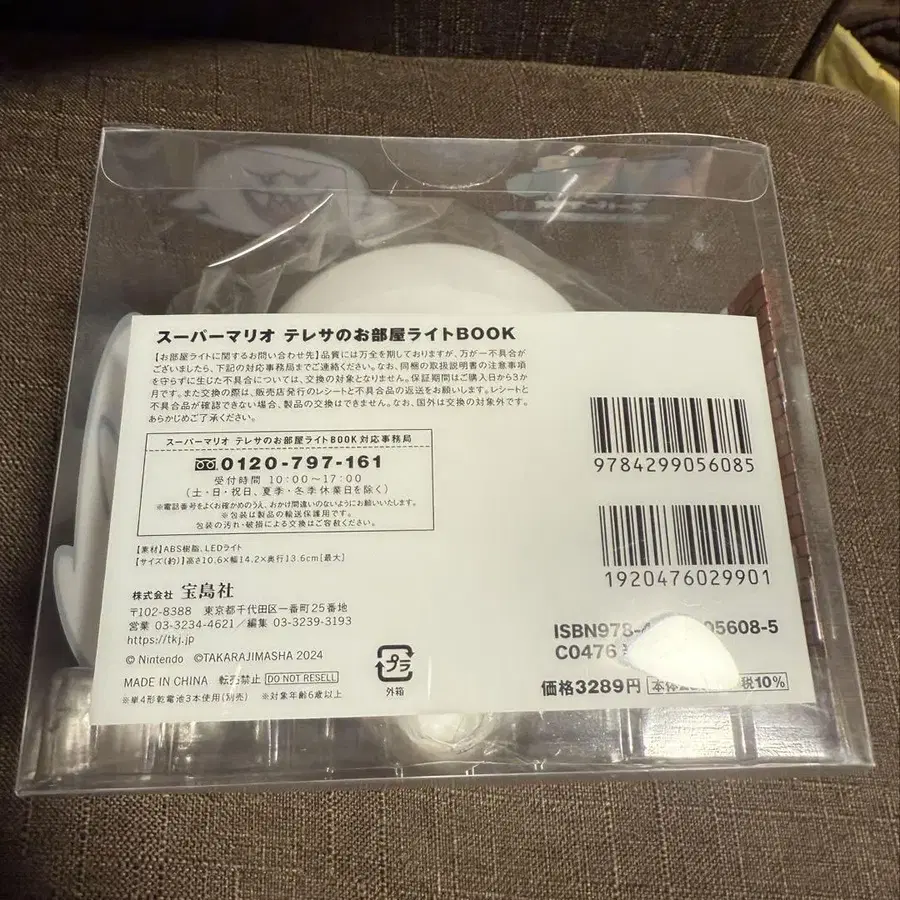 スーパーマリオ テレサのお部屋ライトBOOK
【お部屋ライトに関するお問い合わせ先】品質には万全を期しておりますが、万が一不具合が
ございましたら、下記の対応事務局までご連絡ください。なお、同梱の取扱説明書の注意事項
を守らずに生じた不具合については、交換の対象となりません。保証期間はご購入日から3か
月です。また交換の際は、販売店発行のレシートと不具合品の返送をお願いします。レシートと
不具合品が確認できない場合、製品の交換はできません。なお、国外は交換の対象外です。
あらかじめご了承ください。
スーパーマリオ テレサのお部屋ライトBOOK対応事務局
0120-797-161
受付時間 10:00〜17:00
(土・日・祝日、夏季・冬季休業日を除く)
※電話番号をよくお確かめのうえ、おかけ間違いのないようにお願いいたします。
※包装は製品の輸送保護用です。
包装の汚れ・破損による交換はご容赦ください。
【素材】ABS樹脂、LEDライト
【サイズ(約)】高さ10.6×幅14.2×奥行13.6cm[最大]
株式会社 宝島社
〒102-8388 東京都千代田区一番町25番地
営業 03-3234-4621/編集 03-3239-3193
https://tkj.jp
© Nintendo ©TAKARAJIMASHA 2024
MADE IN CHINA 転売禁止 DO NOT RESELL
※単4形乾電池3本使用(別売) ※対象年齢6歳以上
プラ
外箱
9784299056085
1920476029901
ISBN978-4 05608-5
C0476
価格3289円 本体 税10%